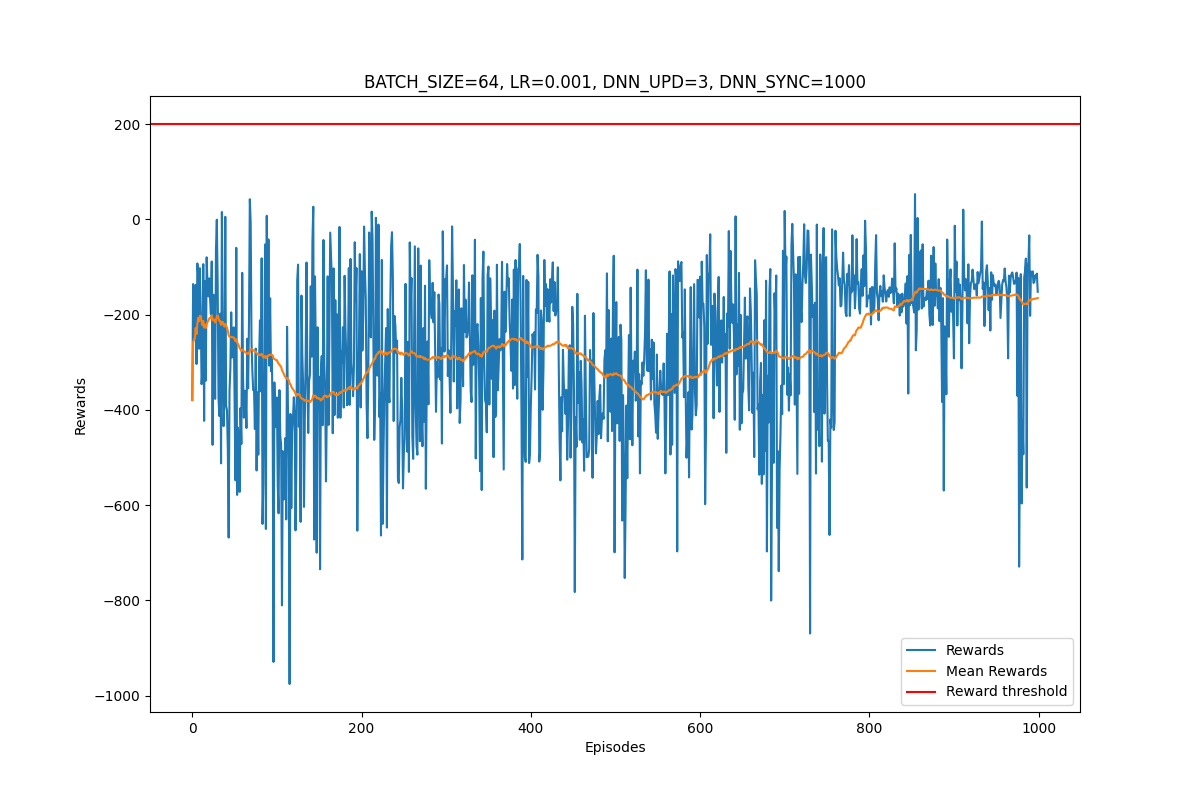 BATCH_SIZE=64, LR=0.001, DNN_UPD=3, DNN_SYNC=1000
200
0
−200
−400
−600
−800
−1000
Rewards
0
200
400
600
800
1000
Episodes
Rewards
Mean Rewards
Reward threshold